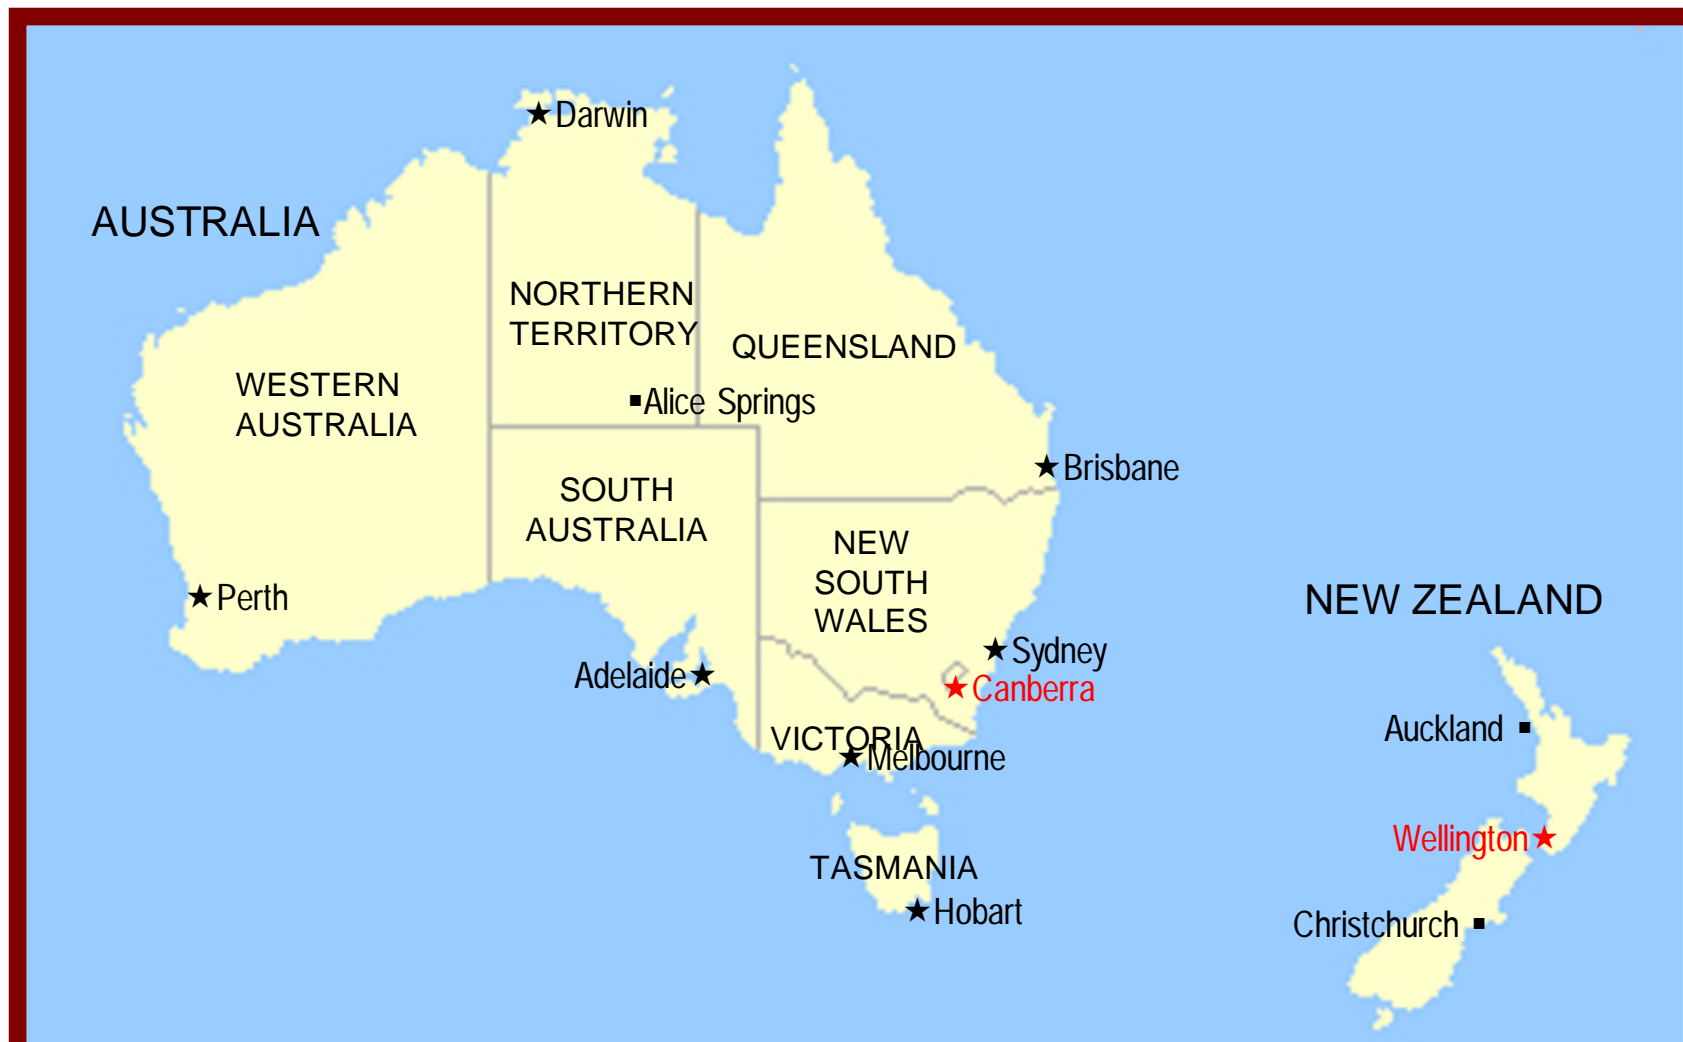 Darwin
AUSTRALIA
NORTHERN
TERRITORY
QUEENSLAND
WESTERN
AUSTRALIA
Alice Springs
Brisbane
SOUTH
AUSTRALIA
NEW
SOUTH
WALES
Perth
NEW ZEALAND
Sydney
Adelaide
Canberra
Auckland
VICTORIA
Melbourne
Wellington
TASMANIA
Hobart
Christchurch